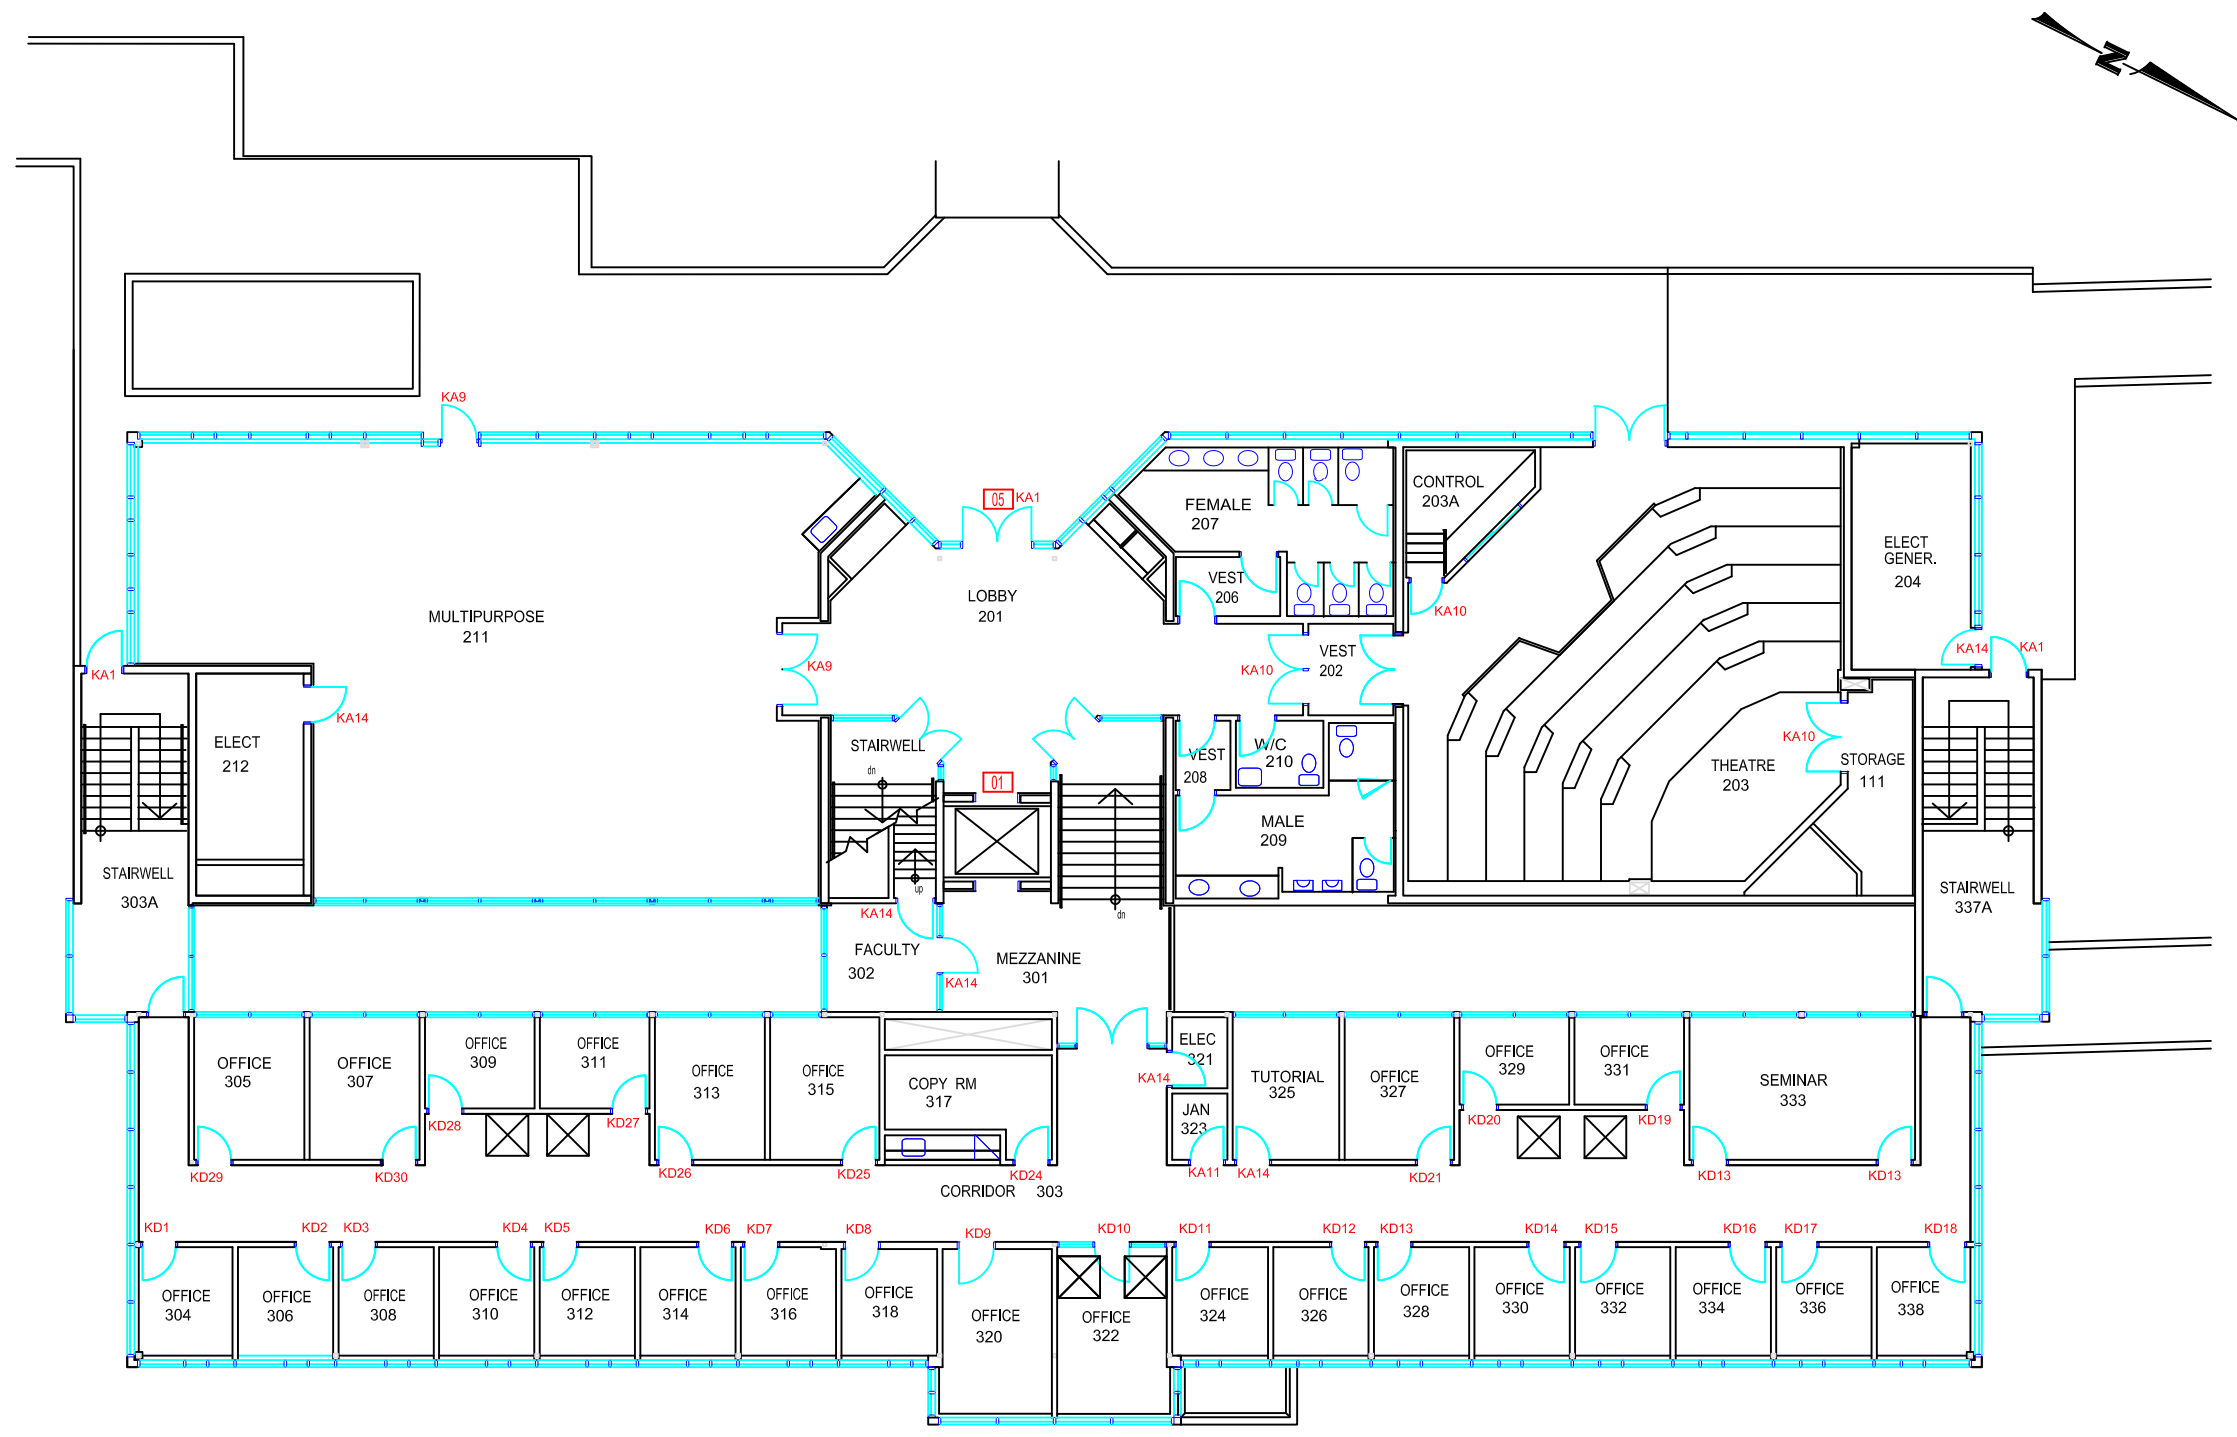 N
KA9
05 KA1
CONTROL
203A
FEMALE
207
ELECT
GENER.
204
VEST
206
LOBBY
201
MULTIPURPOSE
211
KA10
KA1
KA9
KA10
VEST
202
KA14
KA1
KA14
ELECT
212
STAIRWELL
dn
01
VEST
208
W/C
210
KA10
THEATRE
203
STORAGE
111
MALE
209
STAIRWELL
303A
up
dn
STAIRWELL
337A
KA14
FACULTY
302
KA14
MEZZANINE
301
OFFICE
305
OFFICE
307
OFFICE
309
OFFICE
311
OFFICE
313
OFFICE
315
COPY RM
317
ELEC
321
KA14
JAN
323
TUTORIAL
325
OFFICE
327
OFFICE
329
OFFICE
331
SEMINAR
333
KD28
KD27
KD20
KD19
KD29
KD30
KD26
KD25
KD24
KA11
KA14
KD21
KD13
KD13
CORRIDOR 303
KD1
KD2
KD3
KD4
KD5
KD6
KD7
KD8
KD9
KD10
KD11
KD12
KD13
KD14
KD15
KD16
KD17
KD18
OFFICE
304
OFFICE
306
OFFICE
308
OFFICE
310
OFFICE
312
OFFICE
314
OFFICE
316
OFFICE
318
OFFICE
320
OFFICE
322
OFFICE
324
OFFICE
326
OFFICE
328
OFFICE
330
OFFICE
332
OFFICE
334
OFFICE
336
OFFICE
338